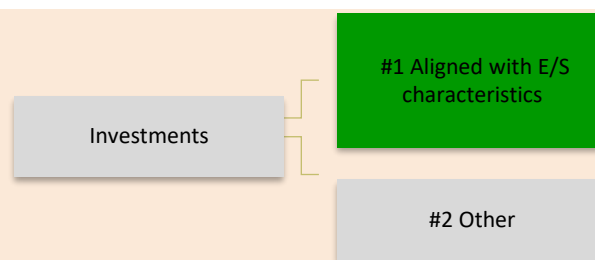 #1 Aligned with E/S
characteristics
Investments
#2 Other